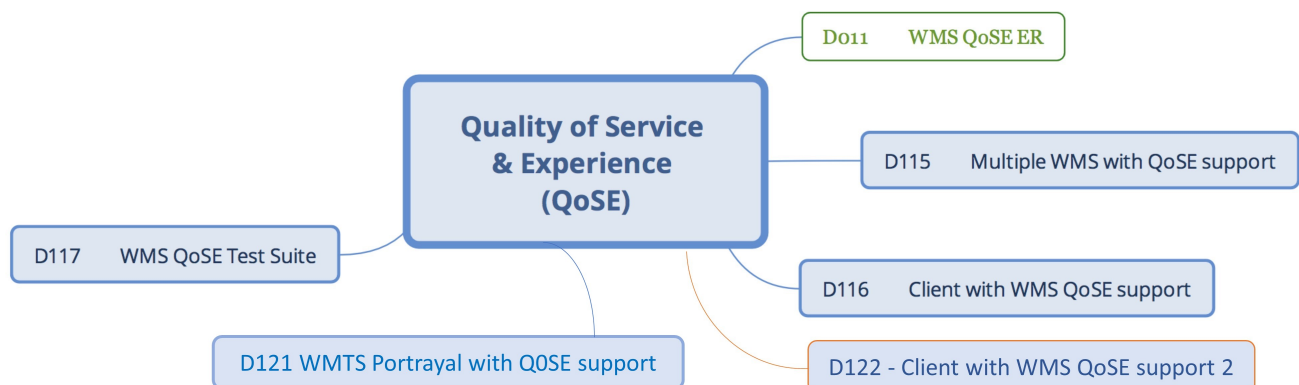 D011 WMS QoSE ER
Quality of Service
& Experience
(QoSE)
D115 Multiple WMS with QoSE support
D117 WMS QoSE Test Suite
D116 Client with WMS QoSE support
D121 WMTS Portrayal with Q0SE support
D122 - Client with WMS QoSE support 2